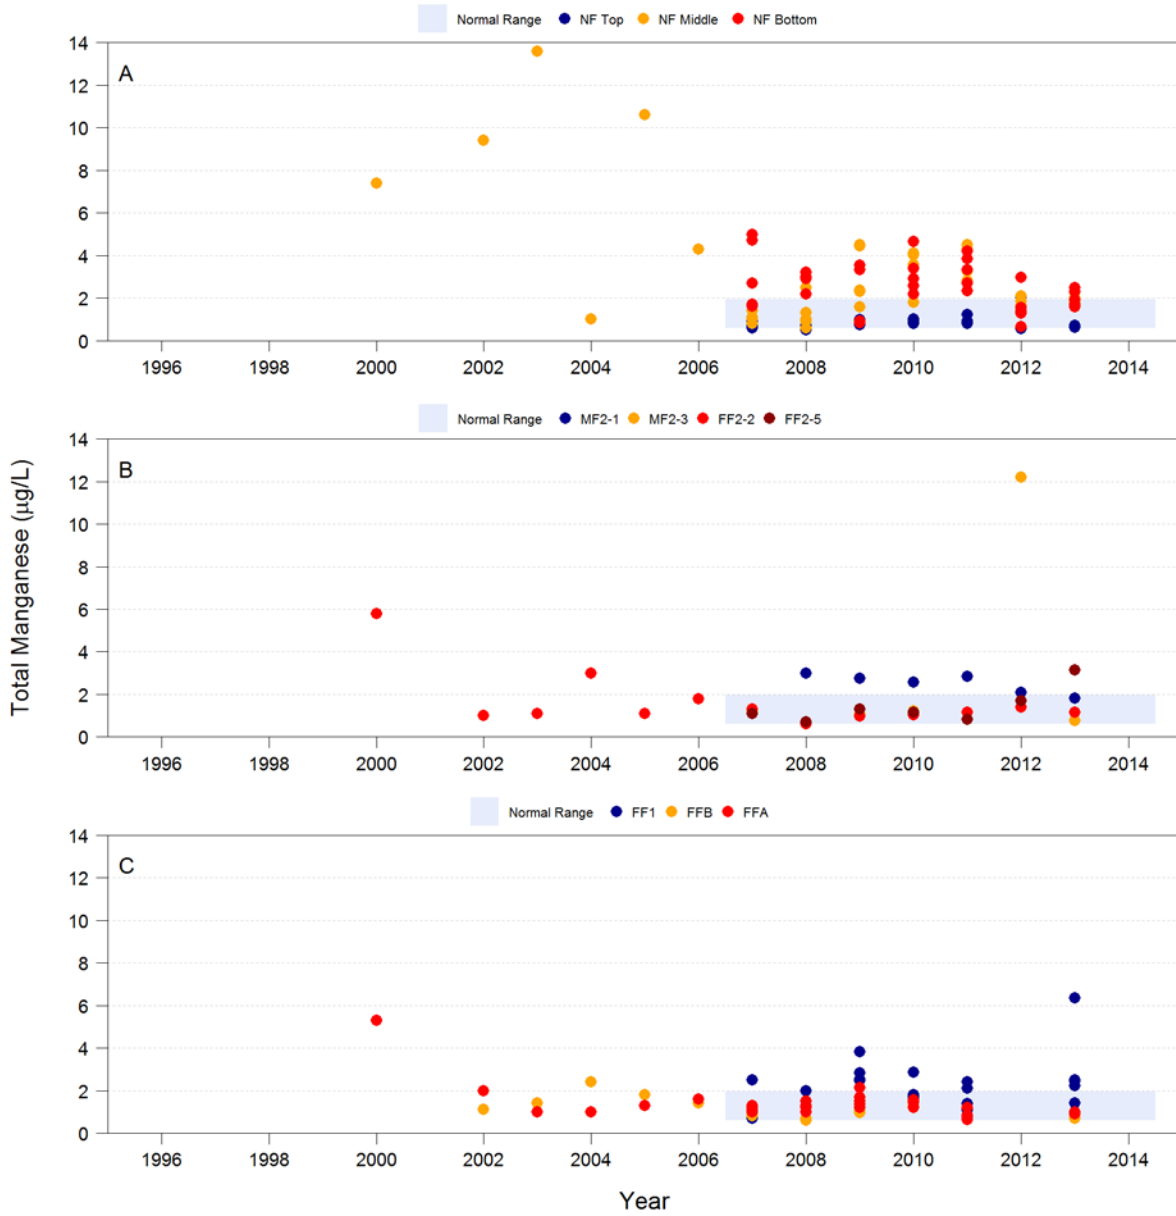 Normal Range NF Top NF Middle NF Bottom
14
A
12
10
8
6
4
2
0
1996 1998 2000 2002 2004 2006 2008 2010 2012 2014
Normal Range MF2-1 MF2-3 FF2-2 FF2-5
14
B
12
10
8
6
4
2
0
1996 1998 2000 2002 2004 2006 2008 2010 2012 2014
Total Manganese (μg/L)
Normal Range FF1 FFB FFA
14
C
12
10
8
6
4
2
0
1996 1998 2000 2002 2004 2006 2008 2010 2012 2014
Year